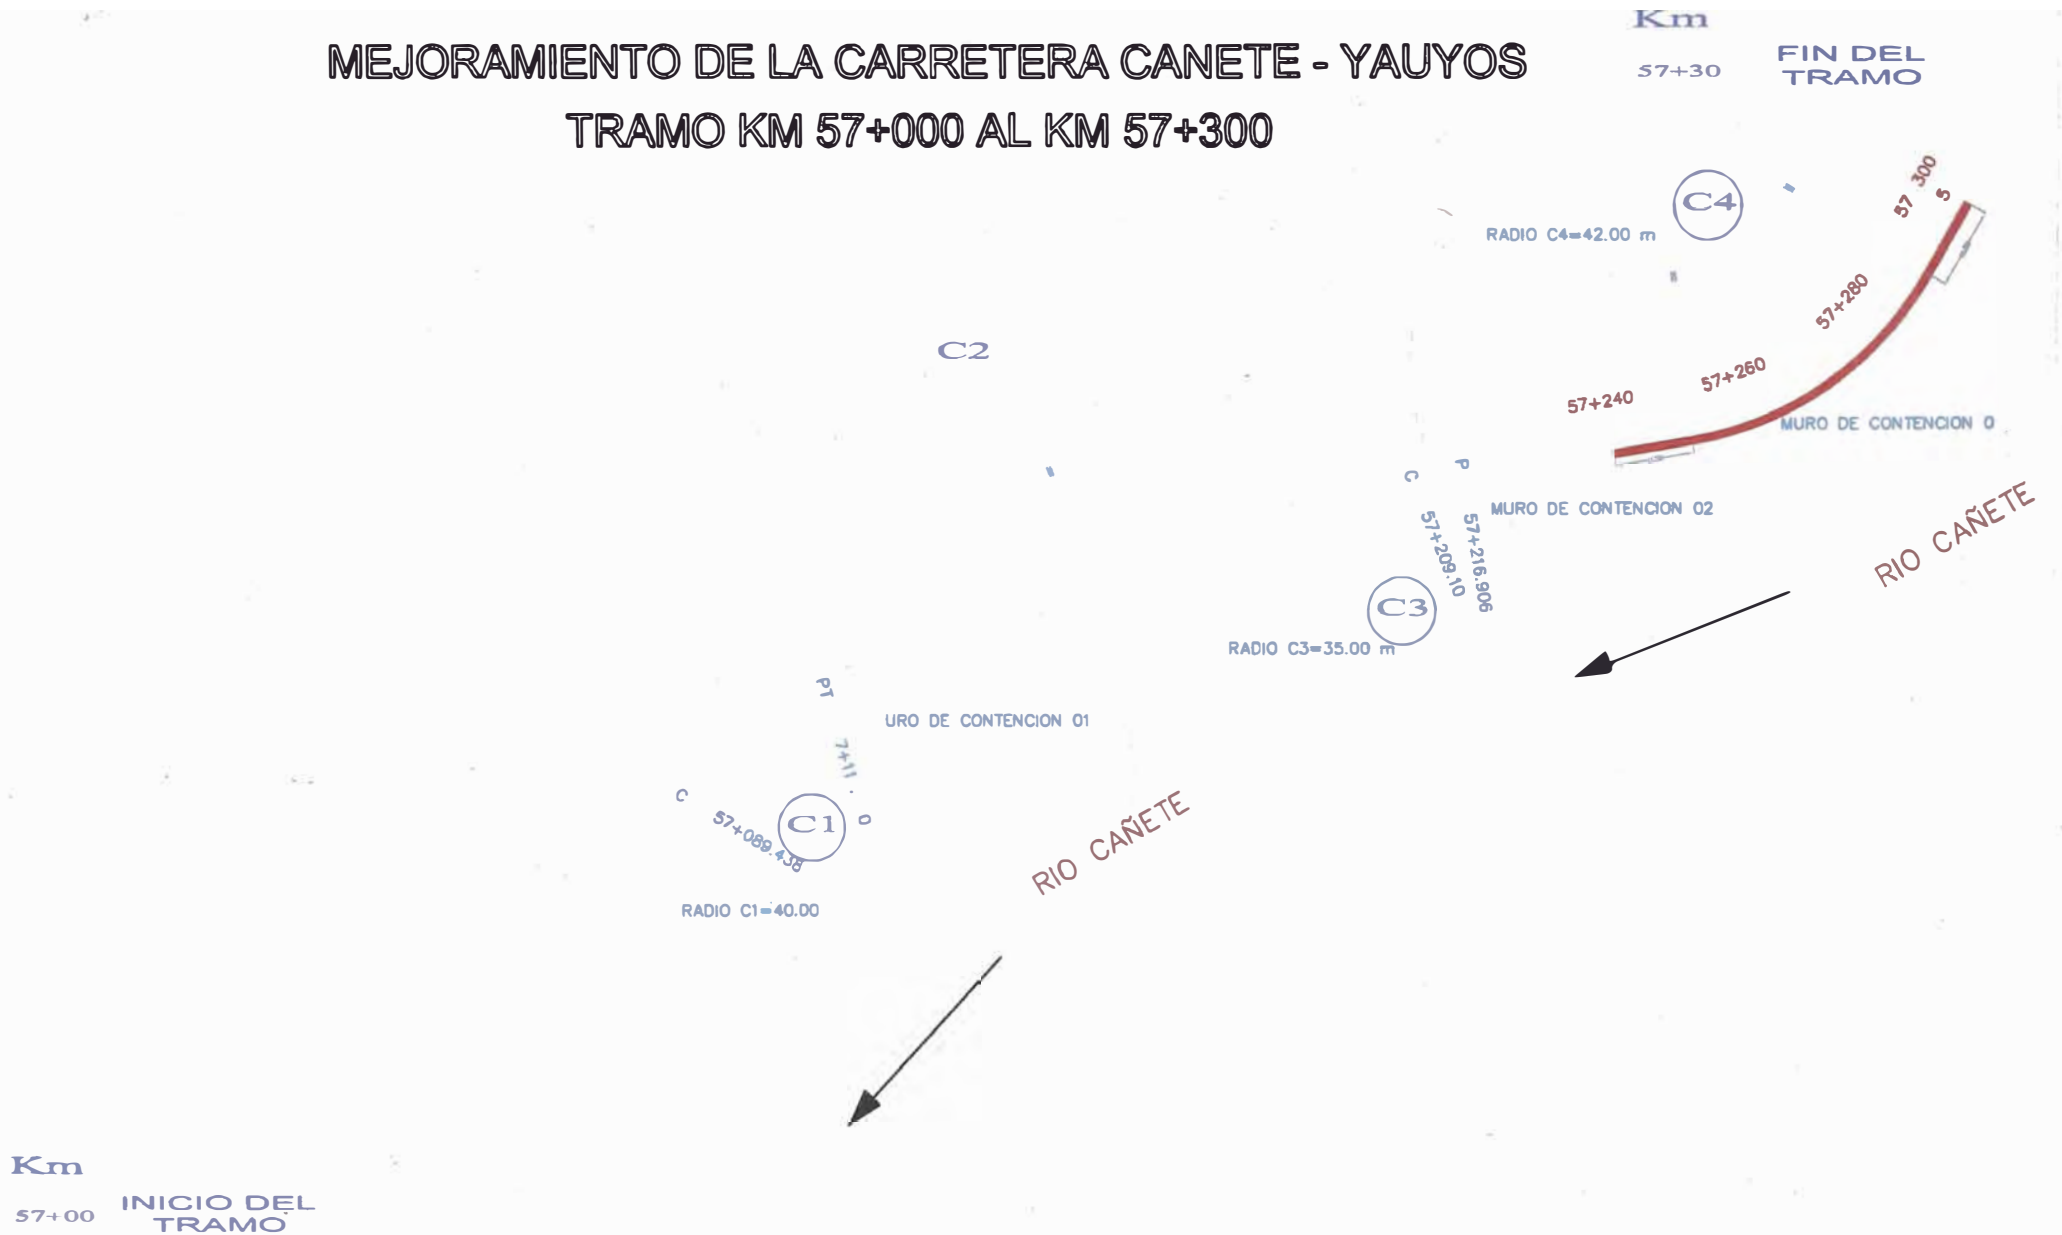 Km
MEJORAMIENTO DE LA CARRETERA CANETE - YAUYOS
57+30
FIN DEL
TRAMO
TRAMO KM 57+000 AL KM 57+300
57 300
5
C4
RADIO C4=42.00 m
57+280
C2
57+260
57+240
MURO DE CONTENCION 0
C
P
57+209.10
57+216.906
MURO DE CONTENCION 02
RIO CAÑETE
C3
RADIO C3=35.00 m
PT
URO DE CONTENCION 01
7+11 . 0
C
57+089.438
C1
RIO CAÑETE
RADIO C1=40.00
Km
57+00
INICIO DEL
TRAMO